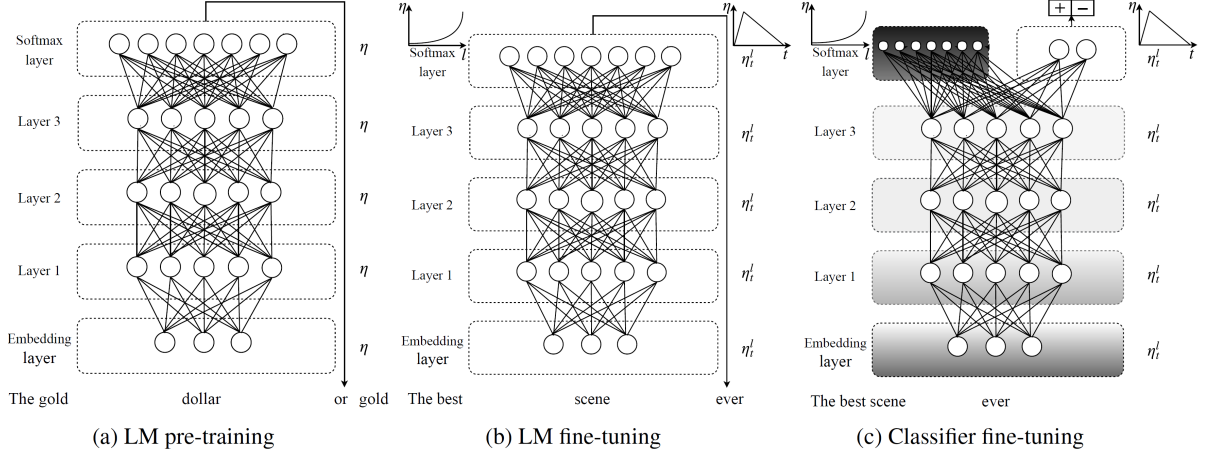 η
Softmax
layer
η
Layer 3
η
Layer 2
η
Layer 1
η
Embedding
layer
η
The gold dollar or gold
(a) LM pre-training
η
l
η
t
Softmax
layer
η_t^l
Layer 3
η_t^l
Layer 2
η_t^l
Layer 1
η_t^l
Embedding
layer
η_t^l
The best scene ever
(b) LM fine-tuning
η
l
+ −
η
t
Softmax
layer
η_t^l
Layer 3
η_t^l
Layer 2
η_t^l
Layer 1
η_t^l
Embedding
layer
η_t^l
The best scene ever
(c) Classifier fine-tuning